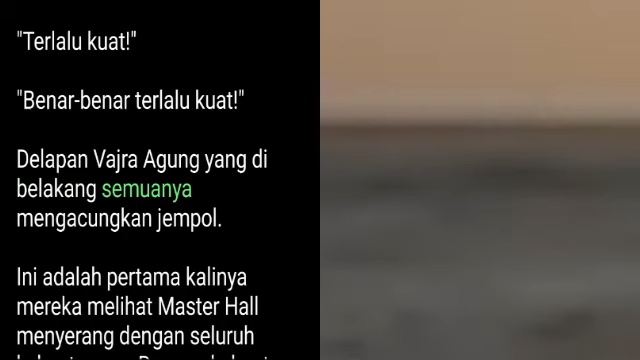 "Terlalu kuat!"
"Benar-benar terlalu kuat!"
Delapan Vajra Agung yang di
belakang semuanya
mengacungkan jempol.
Ini adalah pertama kalinya
mereka melihat Master Hall
menyerang dengan seluruh